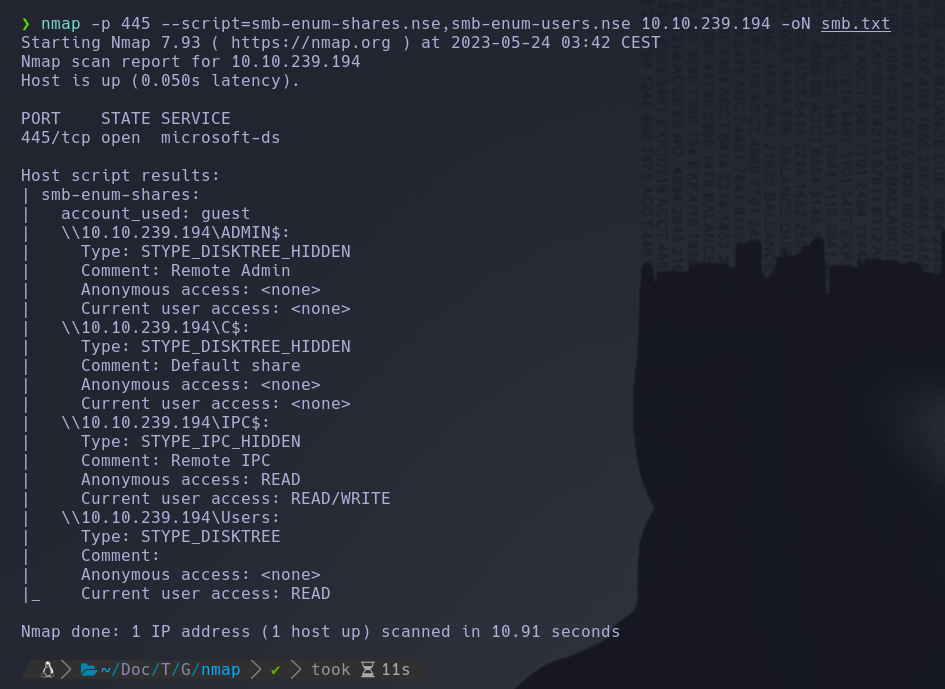 ❯ nmap -p 445 --script=smb-enum-shares.nse,smb-enum-users.nse 10.10.239.194 -oN smb.txt
Starting Nmap 7.93 ( https://nmap.org ) at 2023-05-24 03:42 CEST
Nmap scan report for 10.10.239.194
Host is up (0.050s latency).

PORT    STATE SERVICE
445/tcp open  microsoft-ds

Host script results:
| smb-enum-shares:
|   account_used: guest
|   \\10.10.239.194\ADMIN$:
|     Type: STYPE_DISKTREE_HIDDEN
|     Comment: Remote Admin
|     Anonymous access: <none>
|     Current user access: <none>
|   \\10.10.239.194\C$:
|     Type: STYPE_DISKTREE_HIDDEN
|     Comment: Default share
|     Anonymous access: <none>
|     Current user access: <none>
|   \\10.10.239.194\IPC$:
|     Type: STYPE_IPC_HIDDEN
|     Comment: Remote IPC
|     Anonymous access: READ
|     Current user access: READ/WRITE
|   \\10.10.239.194\Users:
|     Type: STYPE_DISKTREE
|     Comment:
|     Anonymous access: <none>
|_    Current user access: READ

Nmap done: 1 IP address (1 host up) scanned in 10.91 seconds

~/Doc/T/G/nmap ✔ took 11s